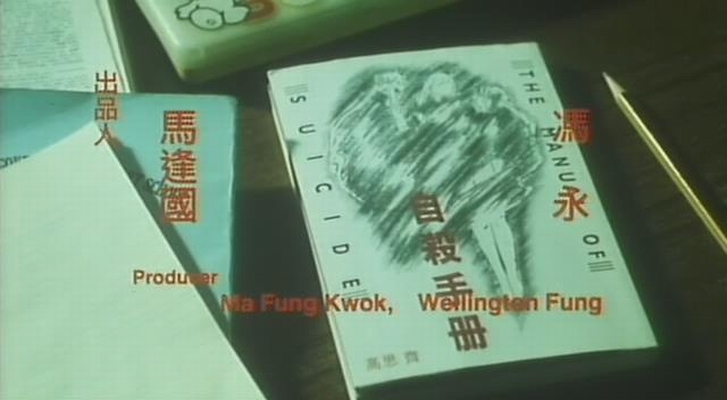 出品人
馬逢國
馮永
Producer
Ma Fung Kwok, Wellington Fung
THE MANU OF
SUICIDE
自殺手冊
高思齊